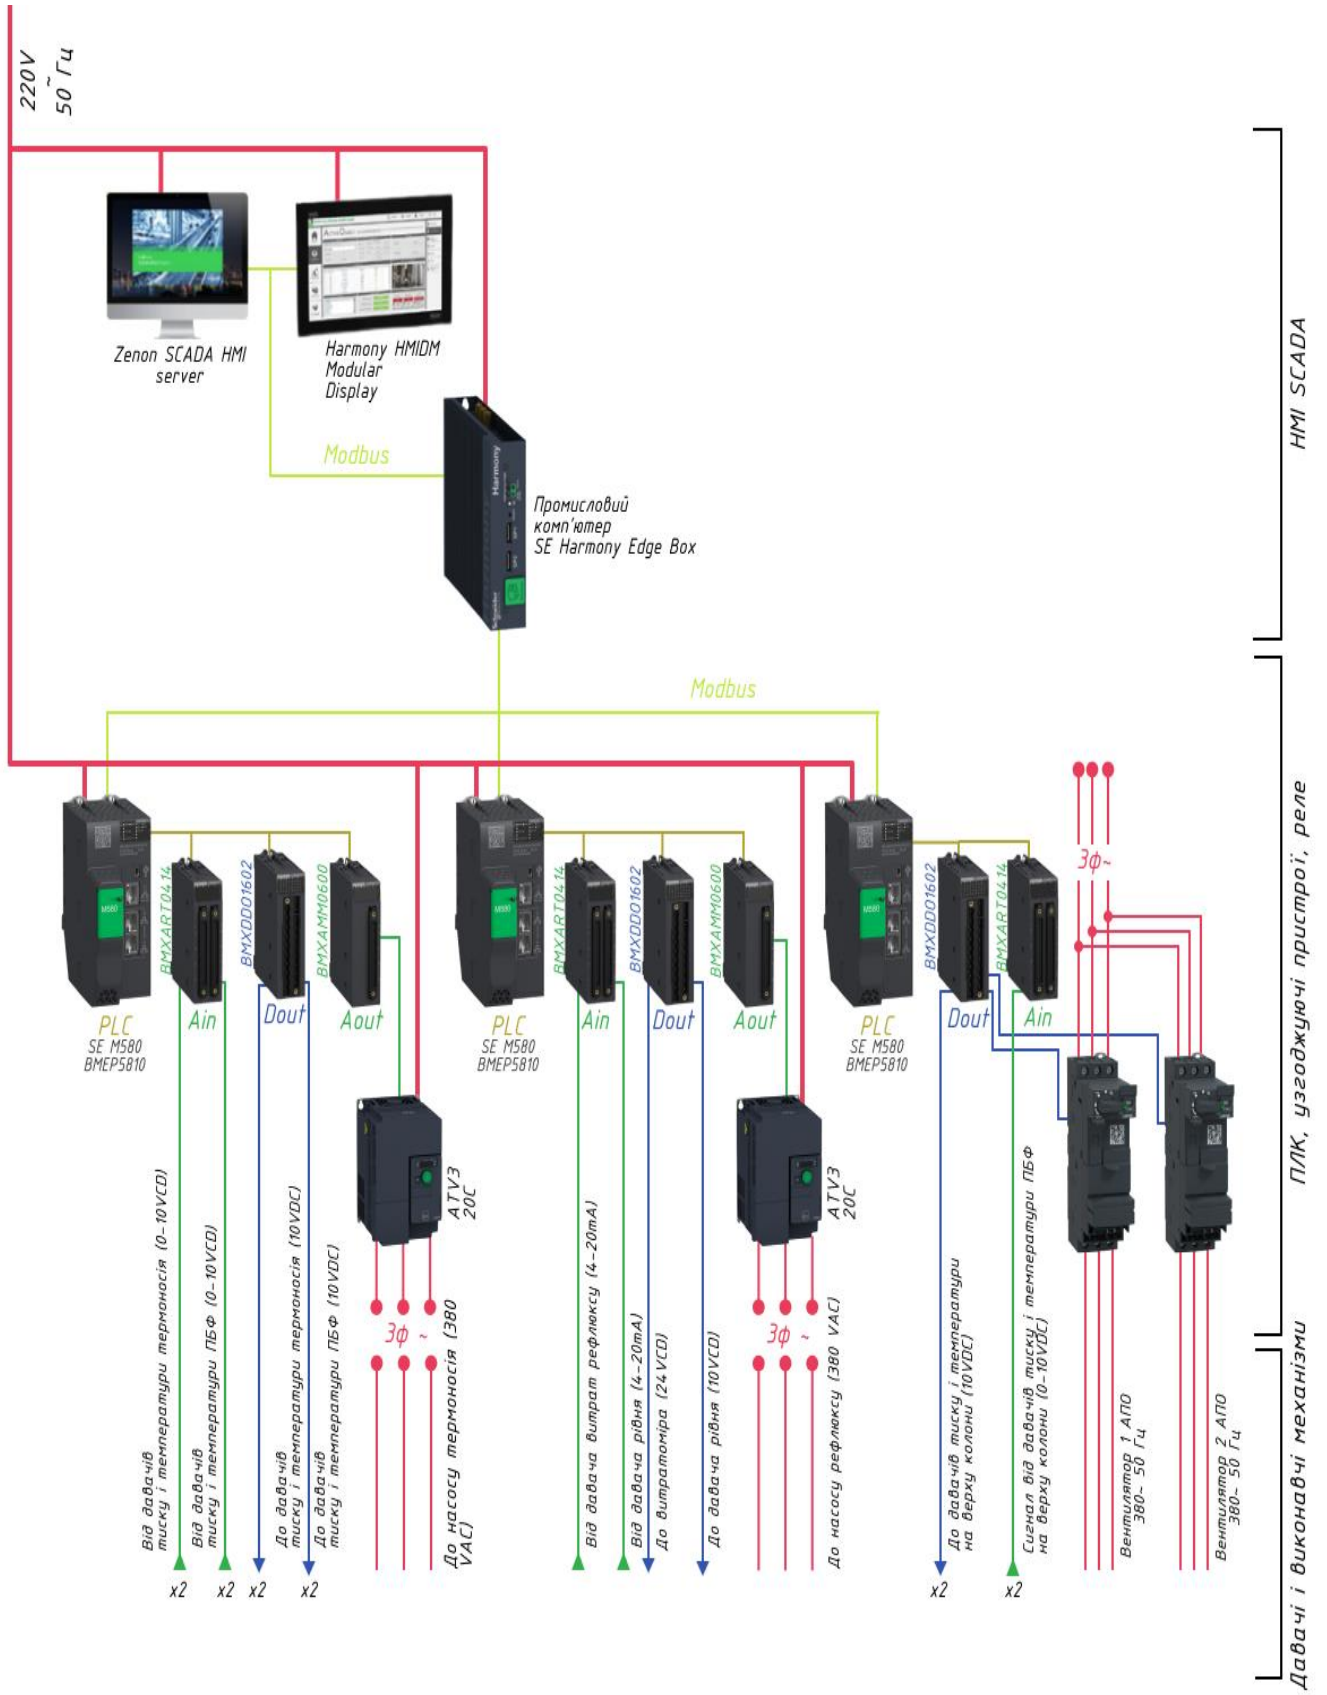 220V
50~Гц
Zenon SCADA HMI
server
Harmony HMIDM
Modular
Display
Modbus
Harmony
Schneider
Промисловий
комп'ютер
SE Harmony Edge Box
HMI SCADA
Modbus
M580
BMXART0414
BMXDDO1602
BMXAMM0600
PLC
SE M580
BMEP5810
Ain
Dout
Aout
M580
BMXART0414
BMXDDO1602
BMXAMM0600
PLC
SE M580
BMEP5810
Ain
Dout
Aout
M580
BMXDDO1602
BMXART0414
PLC
SE M580
BMEP5810
Dout
Ain
3ф~
ATV3
20C
ATV3
20C
ПЛК, узгоджуючі пристрої, реле
Від давачів
тиску і температури термоносія (0-10VCD)
Від давачів
тиску і температури ПБФ (0-10VCD)
До давачів
тиску і температури термоносія (10VDC)
До давачів
тиску і температури ПБФ (10VDC)
3ф ~
До насосу термоносія (380
VAC)
Від давача витрат рефлюксу (4-20mA)
Від давача рівня (4-20mA)
До витратоміра (24VCD)
До давача рівня (10VCD)
3ф ~
До насосу рефлюксу (380 VAC)
До давачів тиску і температури
на верху колони (10VDC)
Сигнал від давачів тиску і температури ПБФ
на верху колони (0-10VDC)
Вентилятор 1 АПО
380~ 50 Гц
Вентилятор 2 АПО
380~ 50 Гц
x2
x2
x2
x2
x2
x2
Давачі і виконавчі механізми